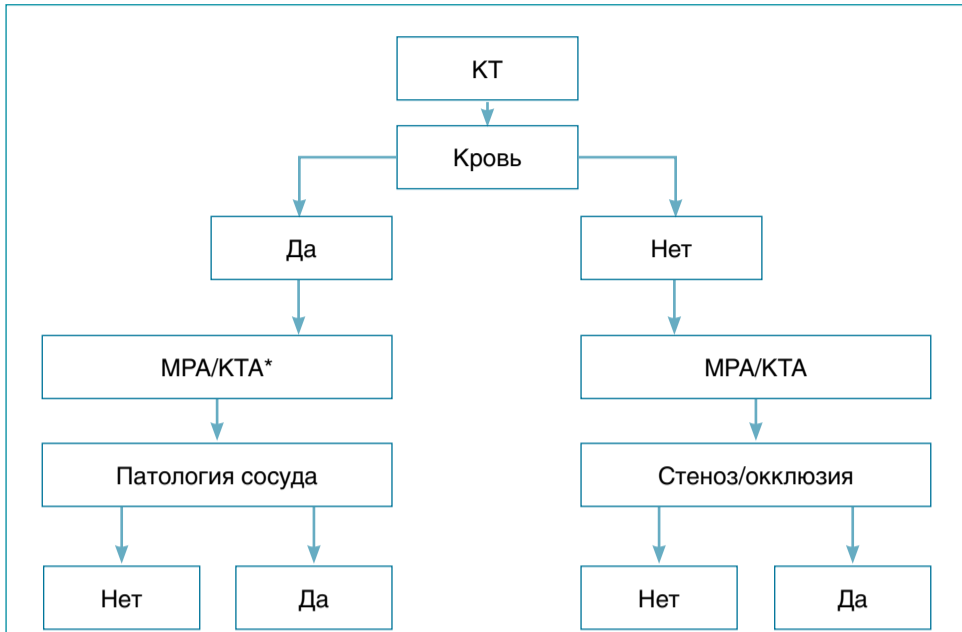 КТ
Кровь
Да
Нет
МРА/КТА*
МРА/КТА
Патология сосуда
Стеноз/окклюзия
Нет
Да
Нет
Да